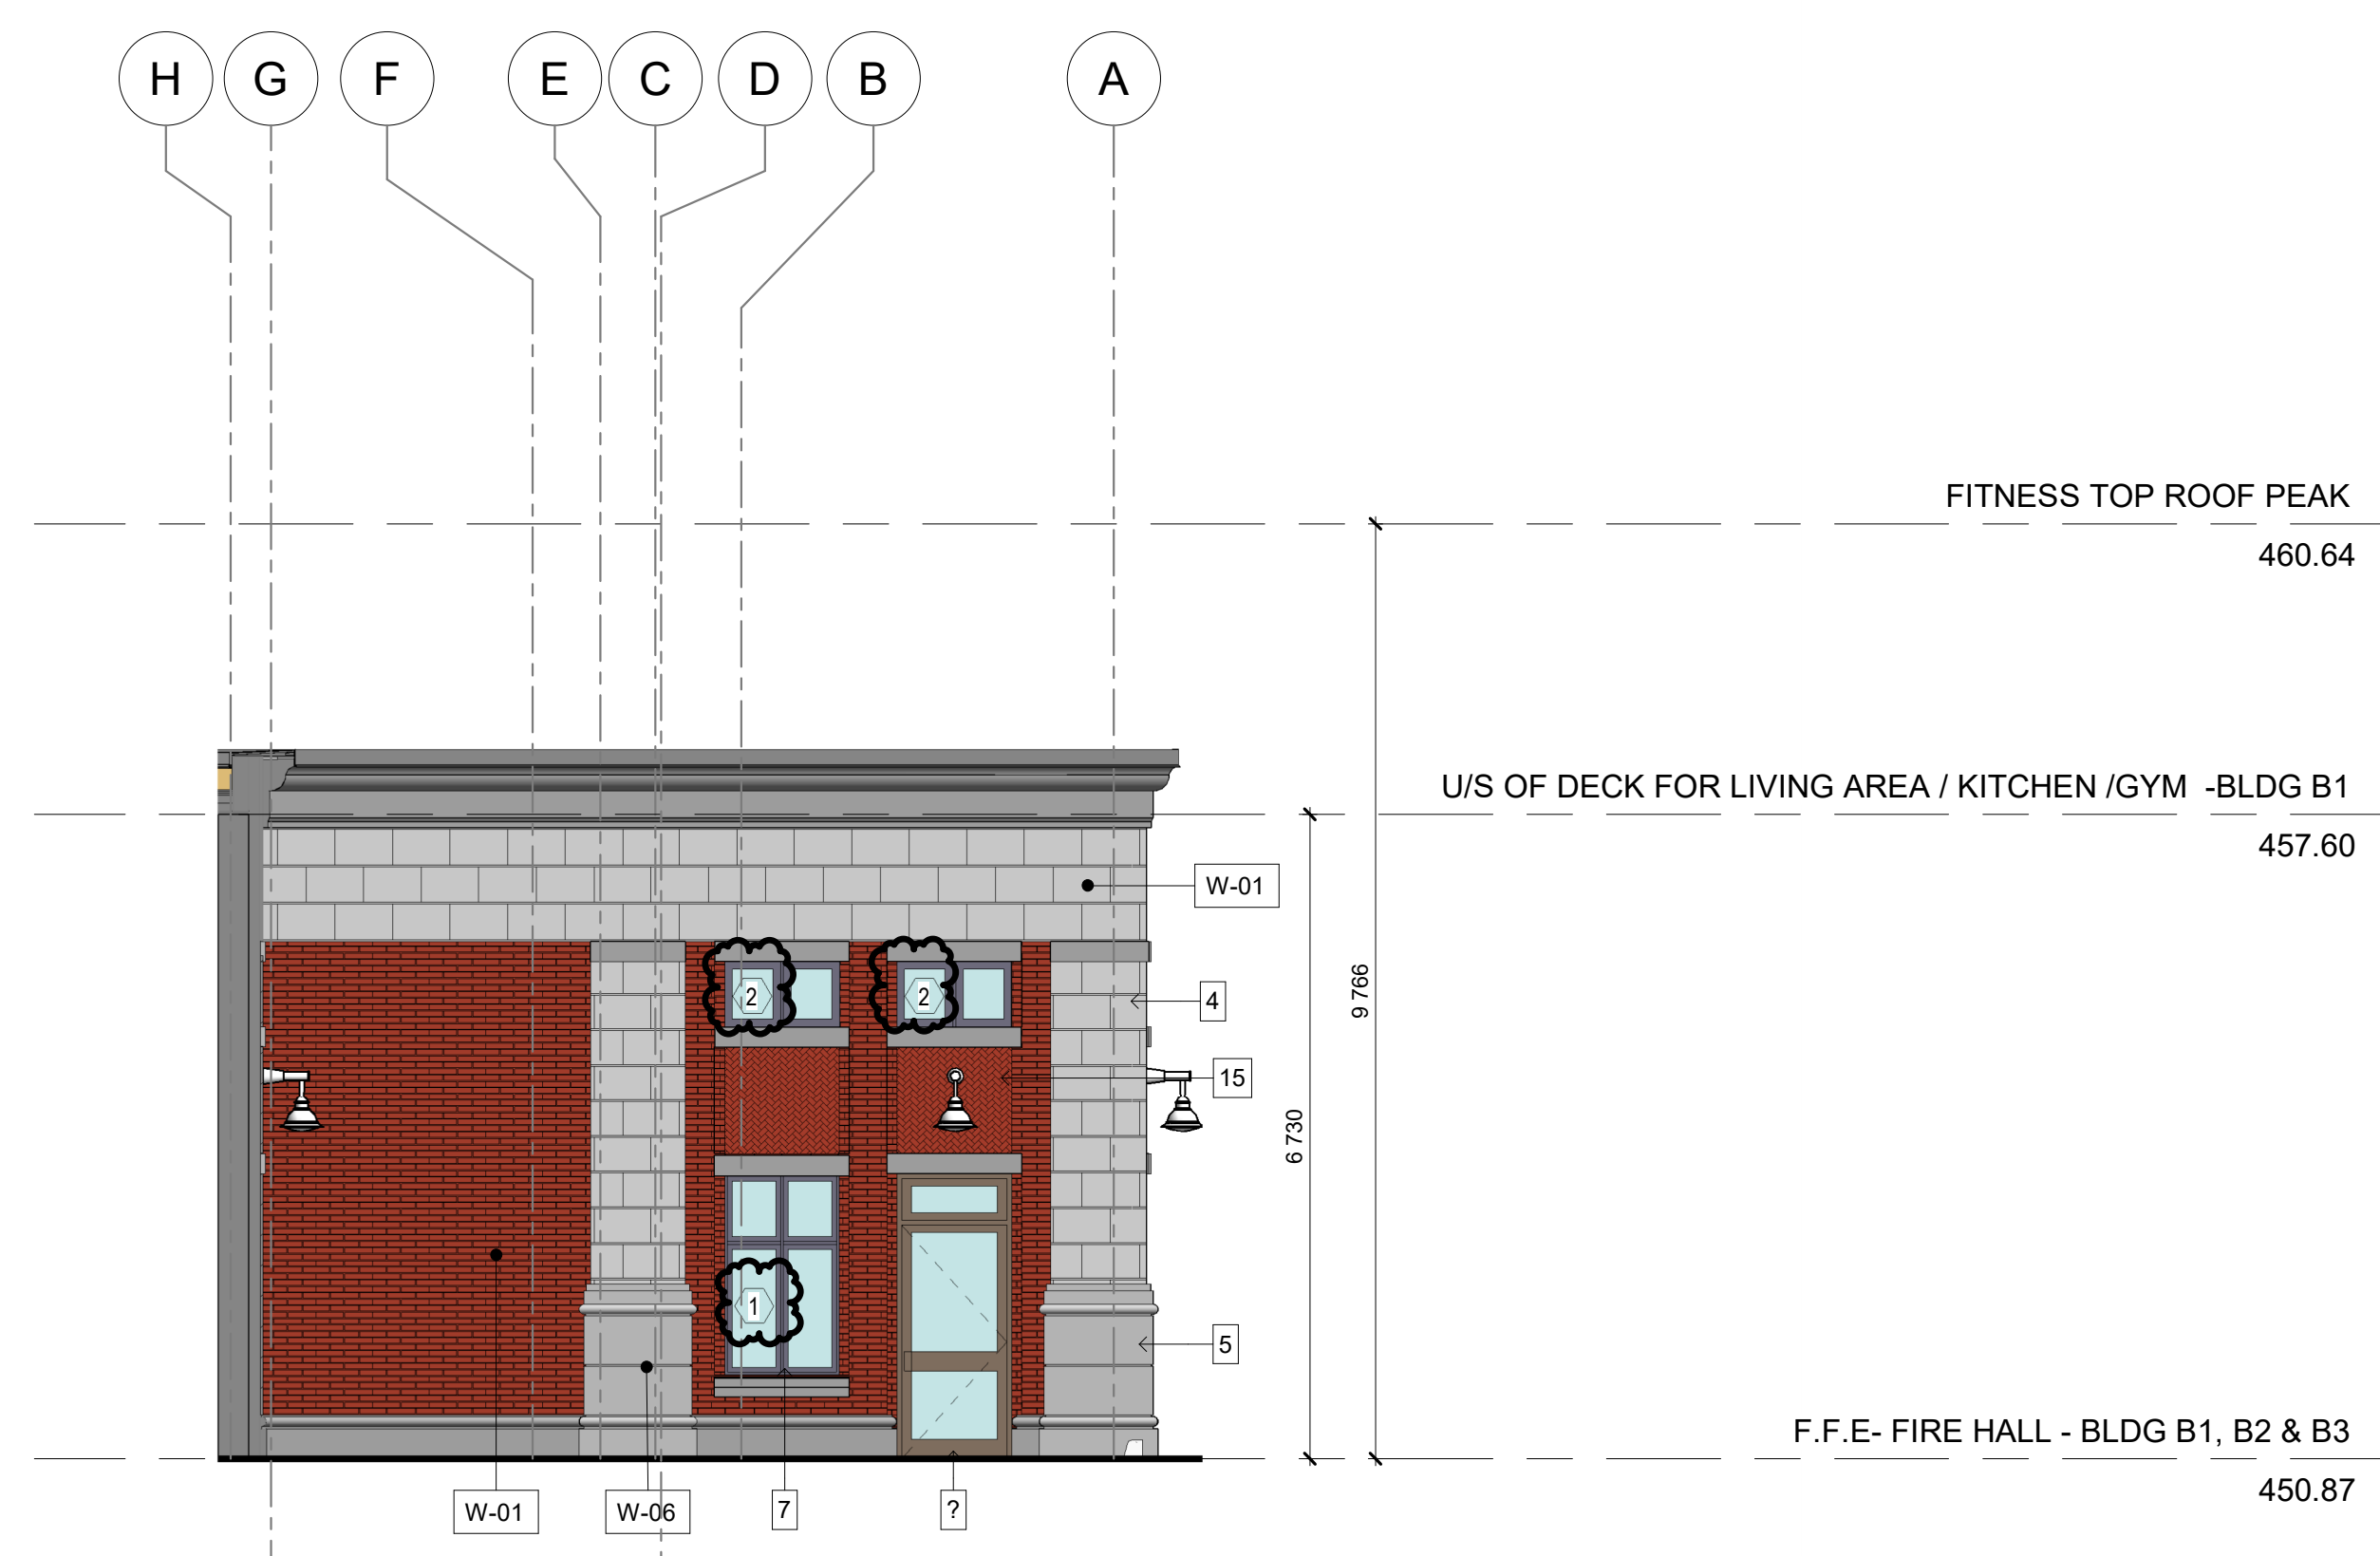 H G F E C D B A
FITNESS TOP ROOF PEAK
460.64
U/S OF DECK FOR LIVING AREA / KITCHEN /GYM -BLDG B1
457.60
W-01
2 2
4
9 766
15
6 730
1
5
F.F.E- FIRE HALL - BLDG B1, B2 & B3
450.87
W-01 W-06 7 ?